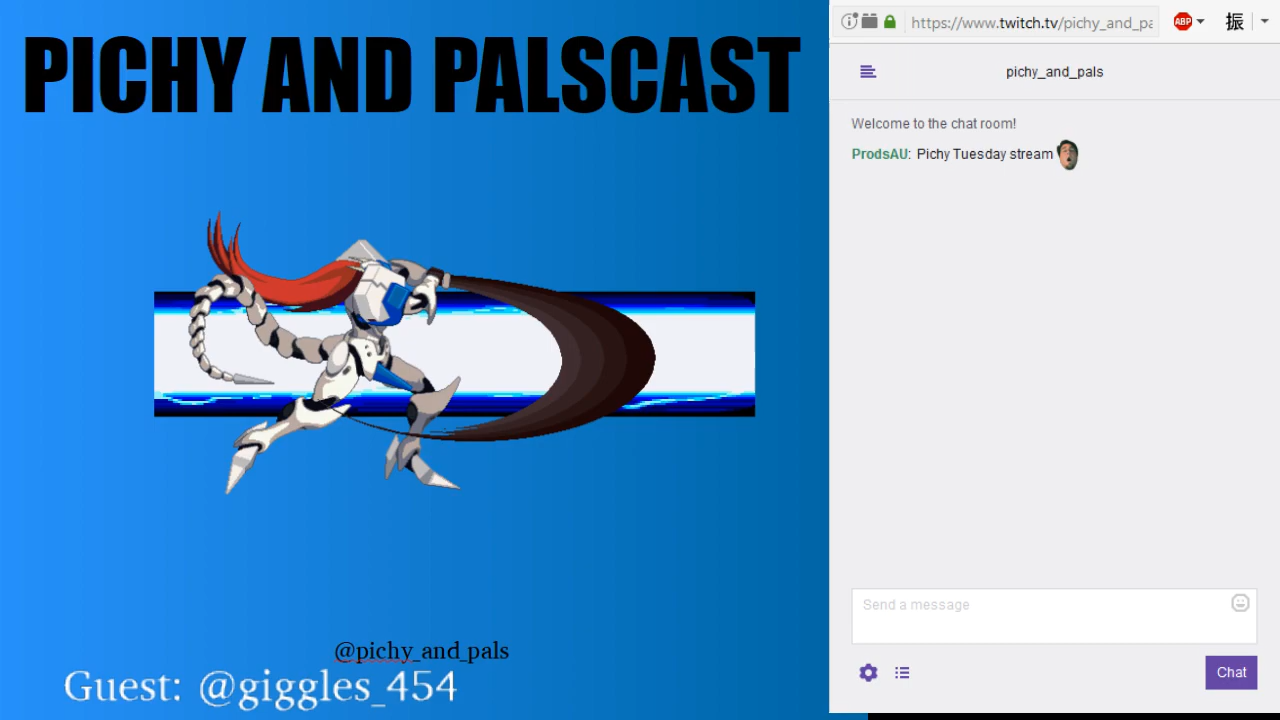 PICHY AND PALSCAST
@pichy_and_pals
Guest: @giggles_454
https://www.twitch.tv/pichy_and_pa
ABP
振
pichy_and_pals
Welcome to the chat room!
ProdsAU: Pichy Tuesday stream
Send a message
Chat